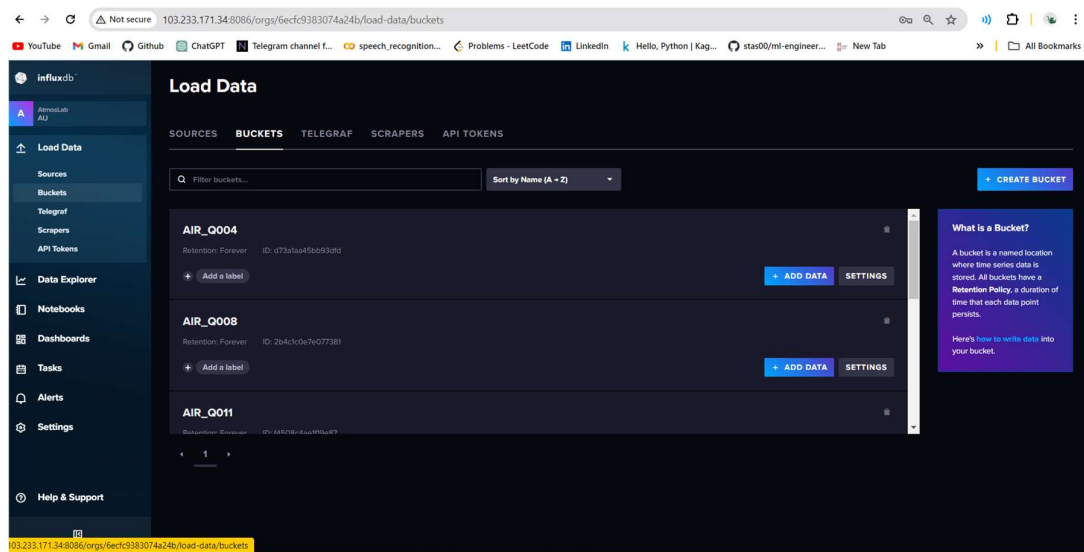 Not secure 103.233.171.34:8086/orgs/6ecfc9383074a24b/load-data/buckets
YouTube Gmail Github ChatGPT Telegram channel f... speech_recognition... Problems - LeetCode LinkedIn Hello, Python | Kag... stas00/ml-engineer... New Tab » All Bookmarks
influxdb
A AtmosLab
AU
Load Data
Sources
Buckets
Telegraf
Scrapers
API Tokens
Data Explorer
Notebooks
Dashboards
Tasks
Alerts
Settings
Help & Support
103.233.171.34:8086/orgs/6ecfc9383074a24b/load-data/buckets
Load Data
SOURCES BUCKETS TELEGRAF SCRAPERS API TOKENS
Filter buckets... Sort by Name (A → Z) + CREATE BUCKET
AIR_Q004
Retention: Forever ID: d73a1aa45bb93dfd
+ Add a label + ADD DATA SETTINGS
AIR_Q008
Retention: Forever ID: 2b4c1c0e7e077381
+ Add a label + ADD DATA SETTINGS
AIR_Q011
Retention: Forever ID:
1
What is a Bucket?
A bucket is a named location
where time series data is
stored. All buckets have a
Retention Policy, a duration of
time that each data point
persists.
Here's how to write data into
your bucket.